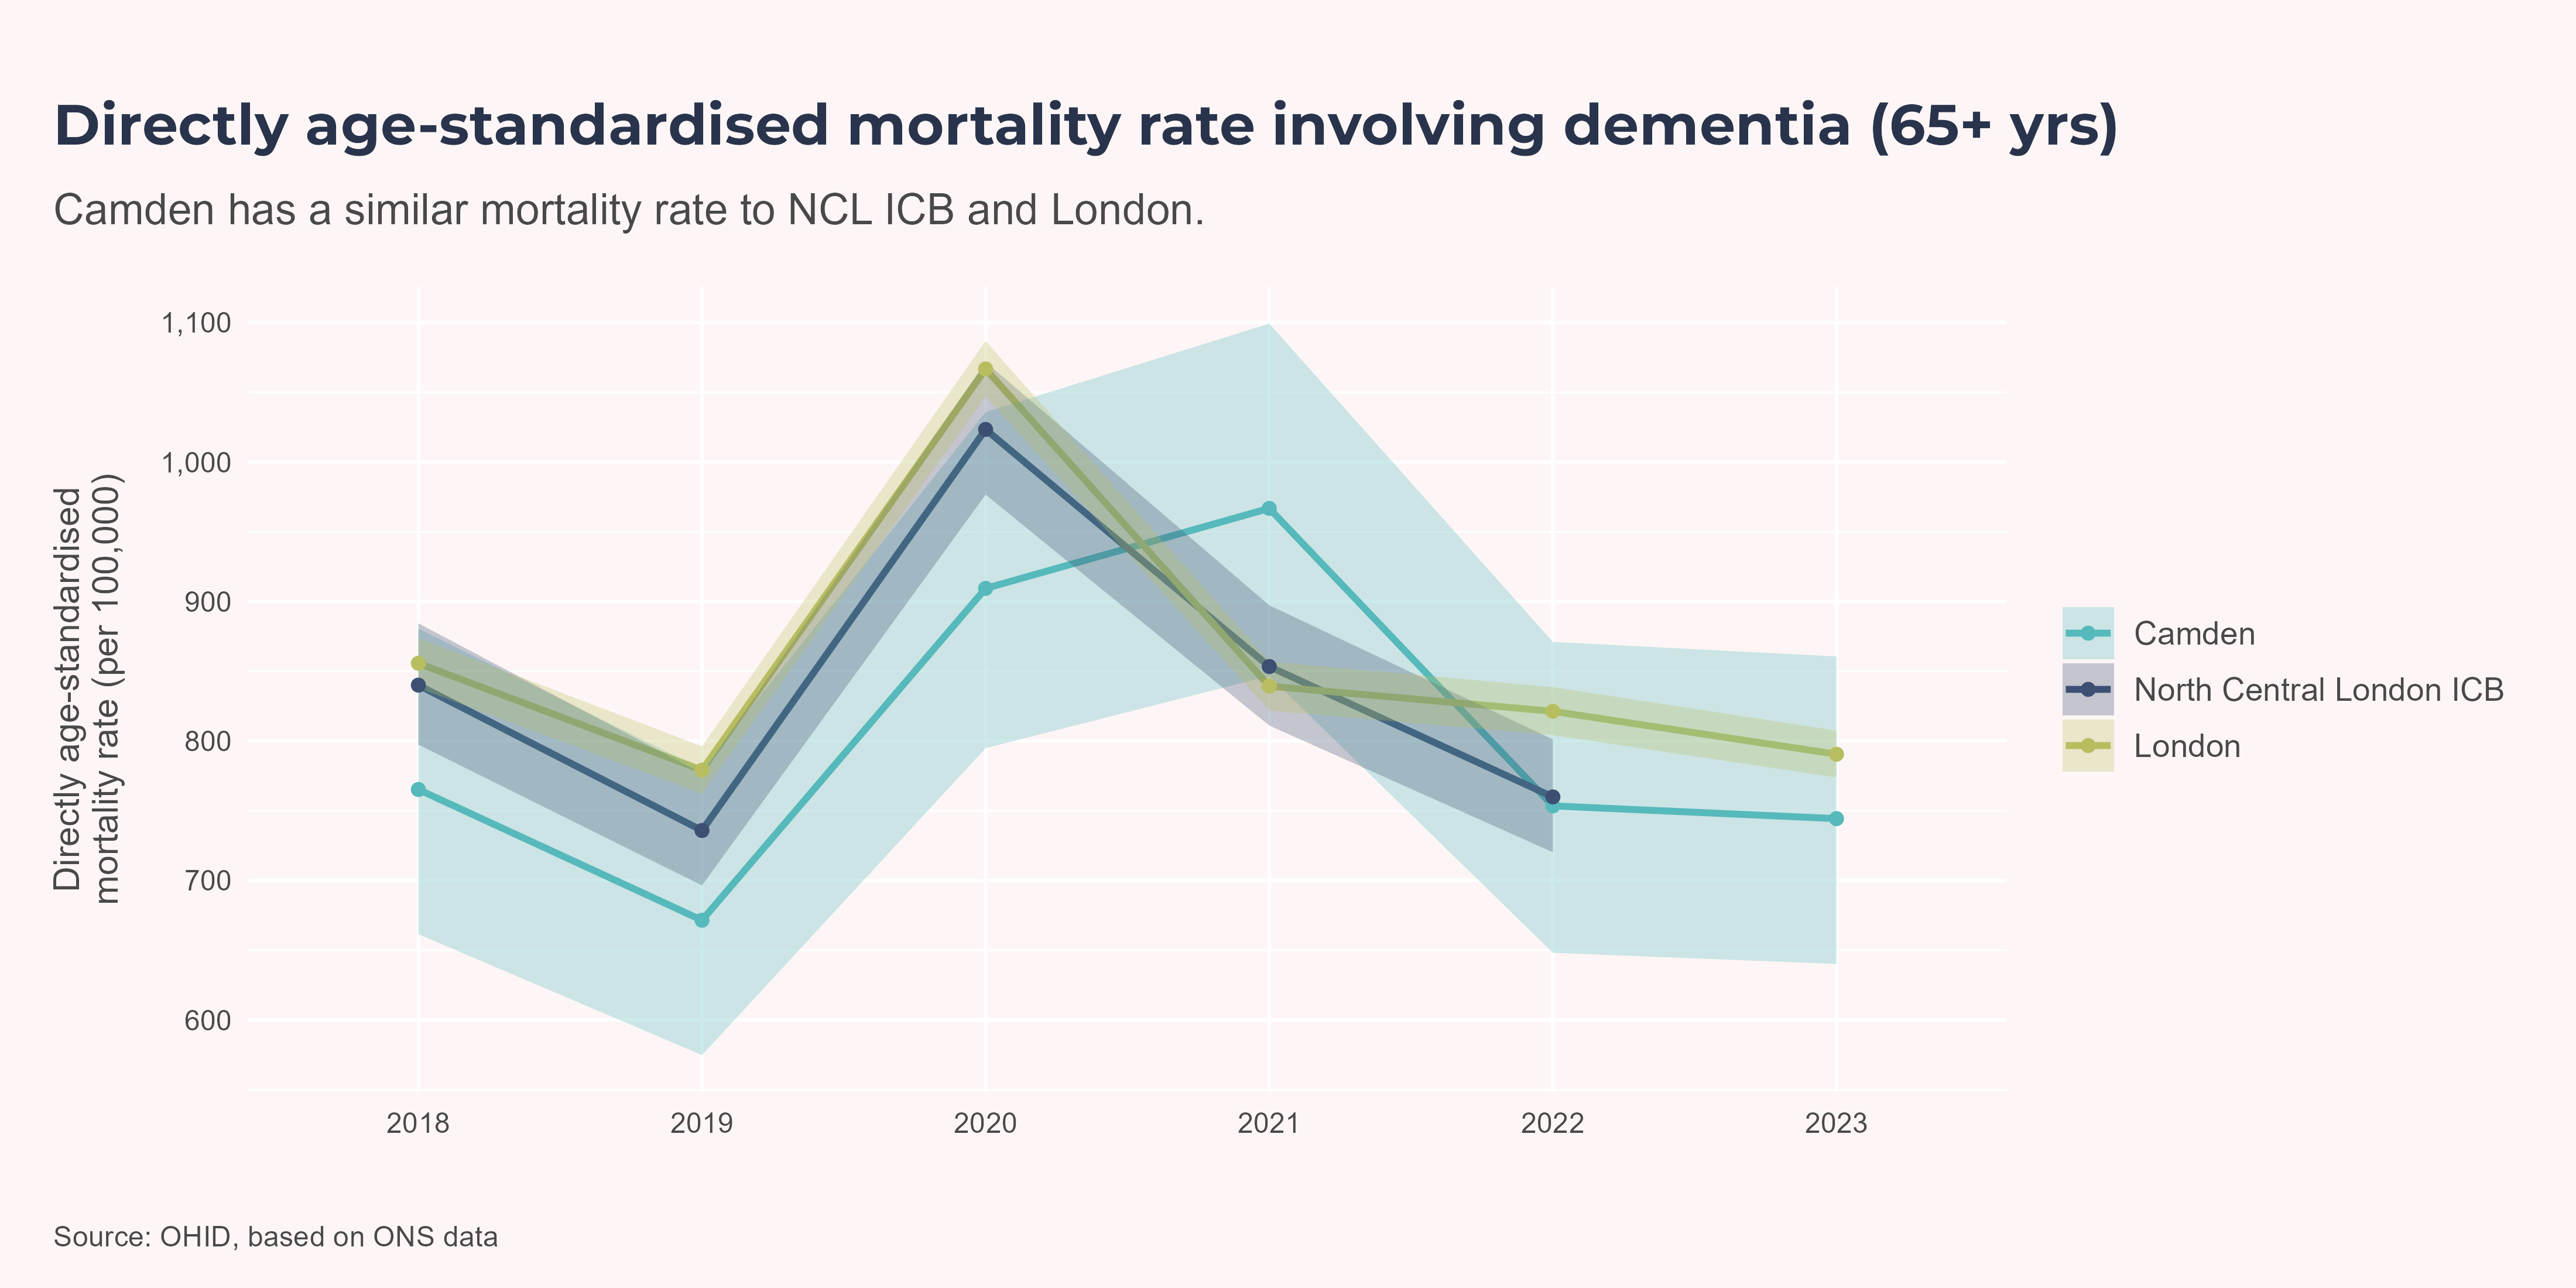 Directly age-standardised mortality rate involving dementia (65+ yrs)
Camden has a similar mortality rate to NCL ICB and London.
Directly age-standardised
mortality rate (per 100,000)
1,100
1,000
900
800
700
600
2018
2019
2020
2021
2022
2023
Camden
North Central London ICB
London
Source: OHID, based on ONS data